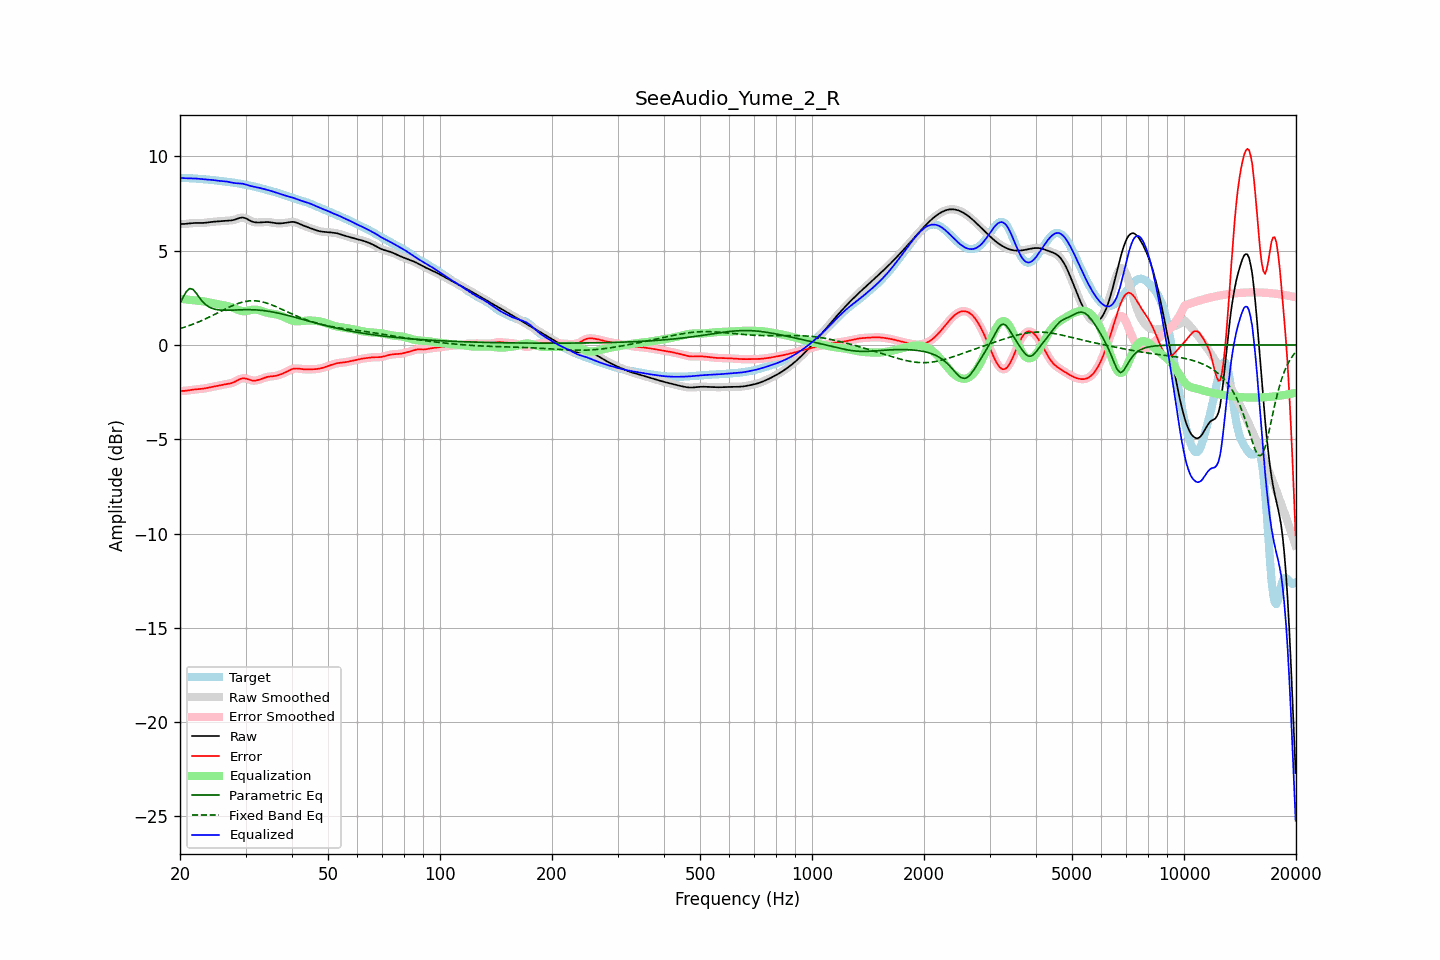 SeeAudio_Yume_2_R
Amplitude (dBr)
10
5
0
−5
−10
−15
−20
−25
Target
Raw Smoothed
Error Smoothed
Raw
Error
Equalization
Parametric Eq
Fixed Band Eq
Equalized
20
50
100
200
500
1000
2000
5000
10000
20000
Frequency (Hz)